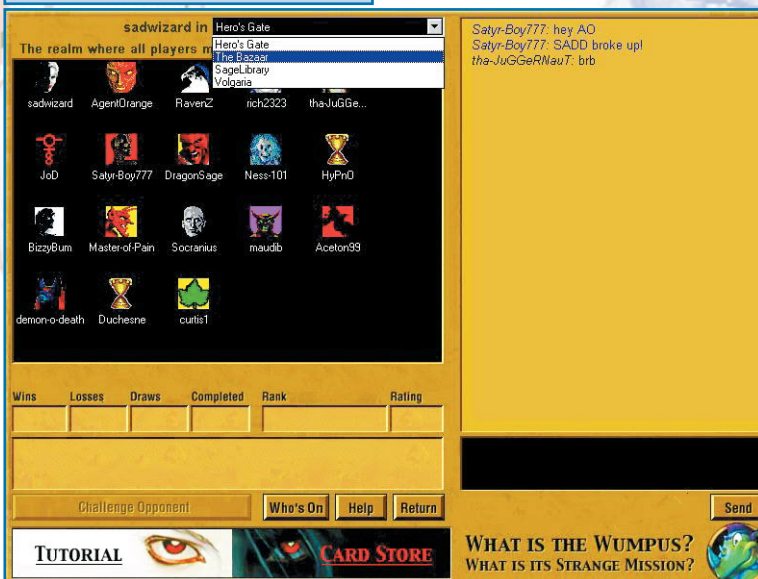 sadwizard in Hero's Gate
The realm where all players m
Hero's Gate
The Bazaar
SageLibrary
Volgaria
sadwizard AgentOrange RavenZ rich2323 tha-JuGGe...
JoD Satyr-Boy777 DragonSage Ness-101 HyPnO
BizzyBum Master-of-Pain Socranius maudib Aceton99
demon-o-death Duchesne curtis1
Wins Losses Draws Completed Rank Rating
Challenge Opponent Who's On Help Return
TUTORIAL CARD STORE
Satyr-Boy777: hey AO
Satyr-Boy777: SADD broke up!
tha-JuGGeRNauT: brb
Send
WHAT IS THE WUMPUS?
WHAT IS ITS STRANGE MISSION?